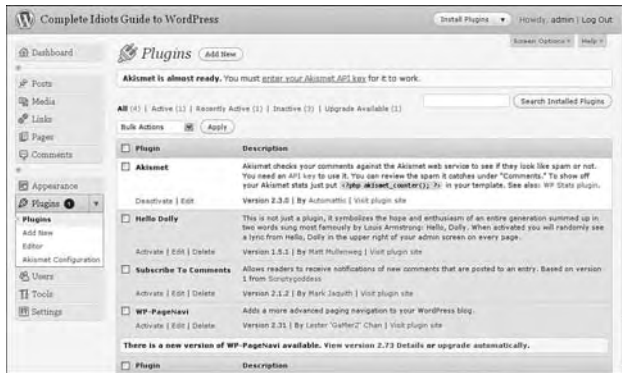 Complete Idiots Guide to WordPress
Install Plugins
Howdy, admin | Log Out
Screen Options
Help
Dashboard
Posts
Media
Links
Pages
Comments
Appearance
Plugins 1
Plugins
Add New
Editor
Akismet Configuration
Users
Tools
Settings
Plugins
Add New
Akismet is almost ready. You must enter your Akismet API key for it to work.
All (4) | Active (1) | Recently Active (1) | Inactive (3) | Upgrade Available (1)
Search Installed Plugins
Bulk Actions
Apply
Plugin Description
Akismet
Akismet checks your comments against the Akismet web service to see if they look like spam or not.
You need an API key to use it. You can review the spam it catches under "Comments." To show off
your Akismet stats just put <?php akismet_counter(); ?> in your template. See also: WP Stats plugin.
Deactivate | Edit
Version 2.3.0 | By Automattic | Visit plugin site
Hello Dolly
This is not just a plugin, it symbolizes the hope and enthusiasm of an entire generation summed up in
two words sung most famously by Louis Armstrong: Hello, Dolly. When activated you will randomly see
a lyric from Hello, Dolly in the upper right of your admin screen on every page.
Activate | Edit | Delete
Version 1.5.1 | By Matt Mullenweg | Visit plugin site
Subscribe To Comments
Allows readers to receive notifications of new comments that are posted to an entry. Based on version
1 from Scriptygoddess
Activate | Edit | Delete
Version 2.1.2 | By Mark Jaquith | Visit plugin site
WP-PageNavi
Adds a more advanced paging navigation to your WordPress blog.
Activate | Edit | Delete
Version 2.31 | By Lester 'GaMerZ' Chan | Visit plugin site
There is a new version of WP-PageNavi available. View version 2.73 Details or upgrade automatically.
Plugin Description